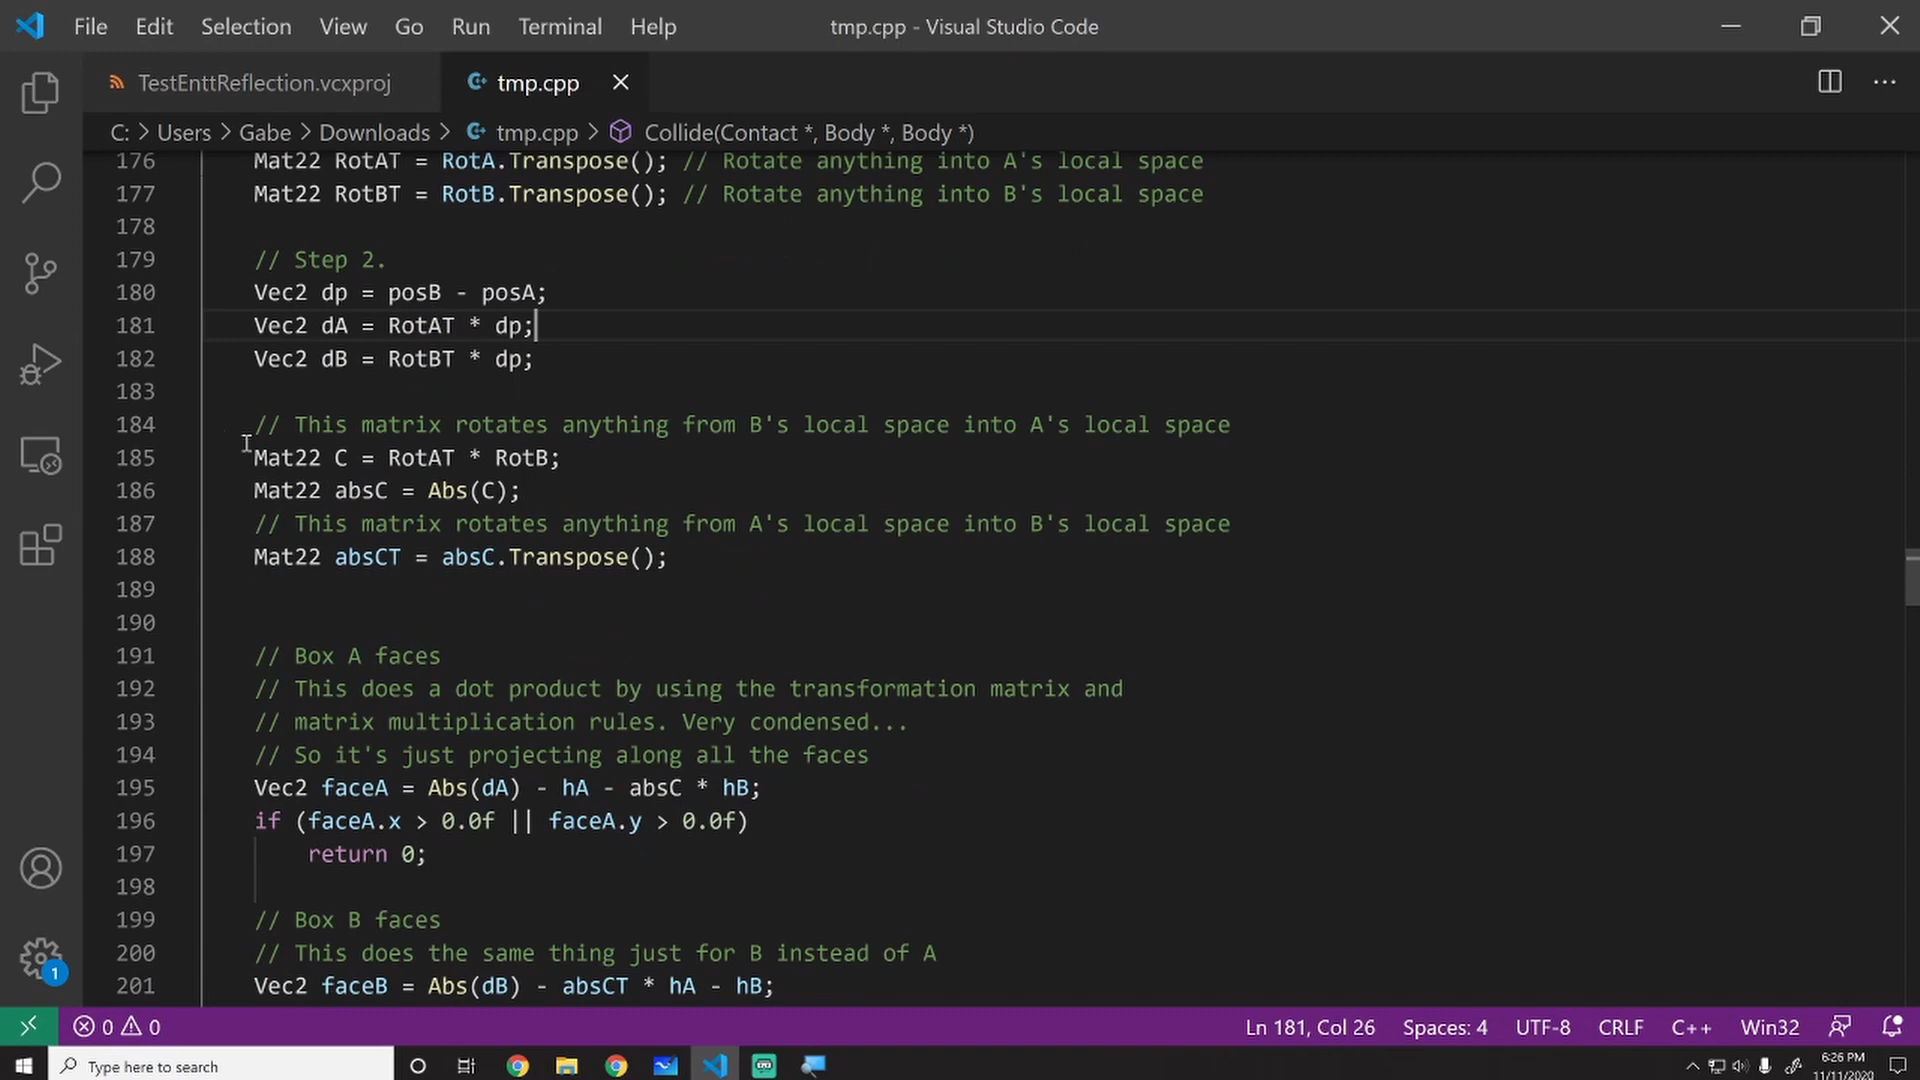 File Edit Selection View Go Run Terminal Help tmp.cpp - Visual Studio Code
TestEnttReflection.vcxproj tmp.cpp
C: > Users > Gabe > Downloads > tmp.cpp > Collide(Contact *, Body *, Body *)
176 Mat22 RotAT = RotA.Transpose(); // Rotate anything into A's local space
177 Mat22 RotBT = RotB.Transpose(); // Rotate anything into B's local space
178
179 // Step 2.
180 Vec2 dp = posB - posA;
181 Vec2 dA = RotAT * dp;
182 Vec2 dB = RotBT * dp;
183
184 // This matrix rotates anything from B's local space into A's local space
185 Mat22 C = RotAT * RotB;
186 Mat22 absC = Abs(C);
187 // This matrix rotates anything from A's local space into B's local space
188 Mat22 absCT = absC.Transpose();
189
190
191 // Box A faces
192 // This does a dot product by using the transformation matrix and
193 // matrix multiplication rules. Very condensed...
194 // So it's just projecting along all the faces
195 Vec2 faceA = Abs(dA) - hA - absC * hB;
196 if (faceA.x > 0.0f || faceA.y > 0.0f)
197 return 0;
198
199 // Box B faces
200 // This does the same thing just for B instead of A
201 Vec2 faceB = Abs(dB) - absCT * hA - hB;
1
0 0 Ln 181, Col 26 Spaces: 4 UTF-8 CRLF C++ Win32
Type here to search
6:26 PM
11/11/2020